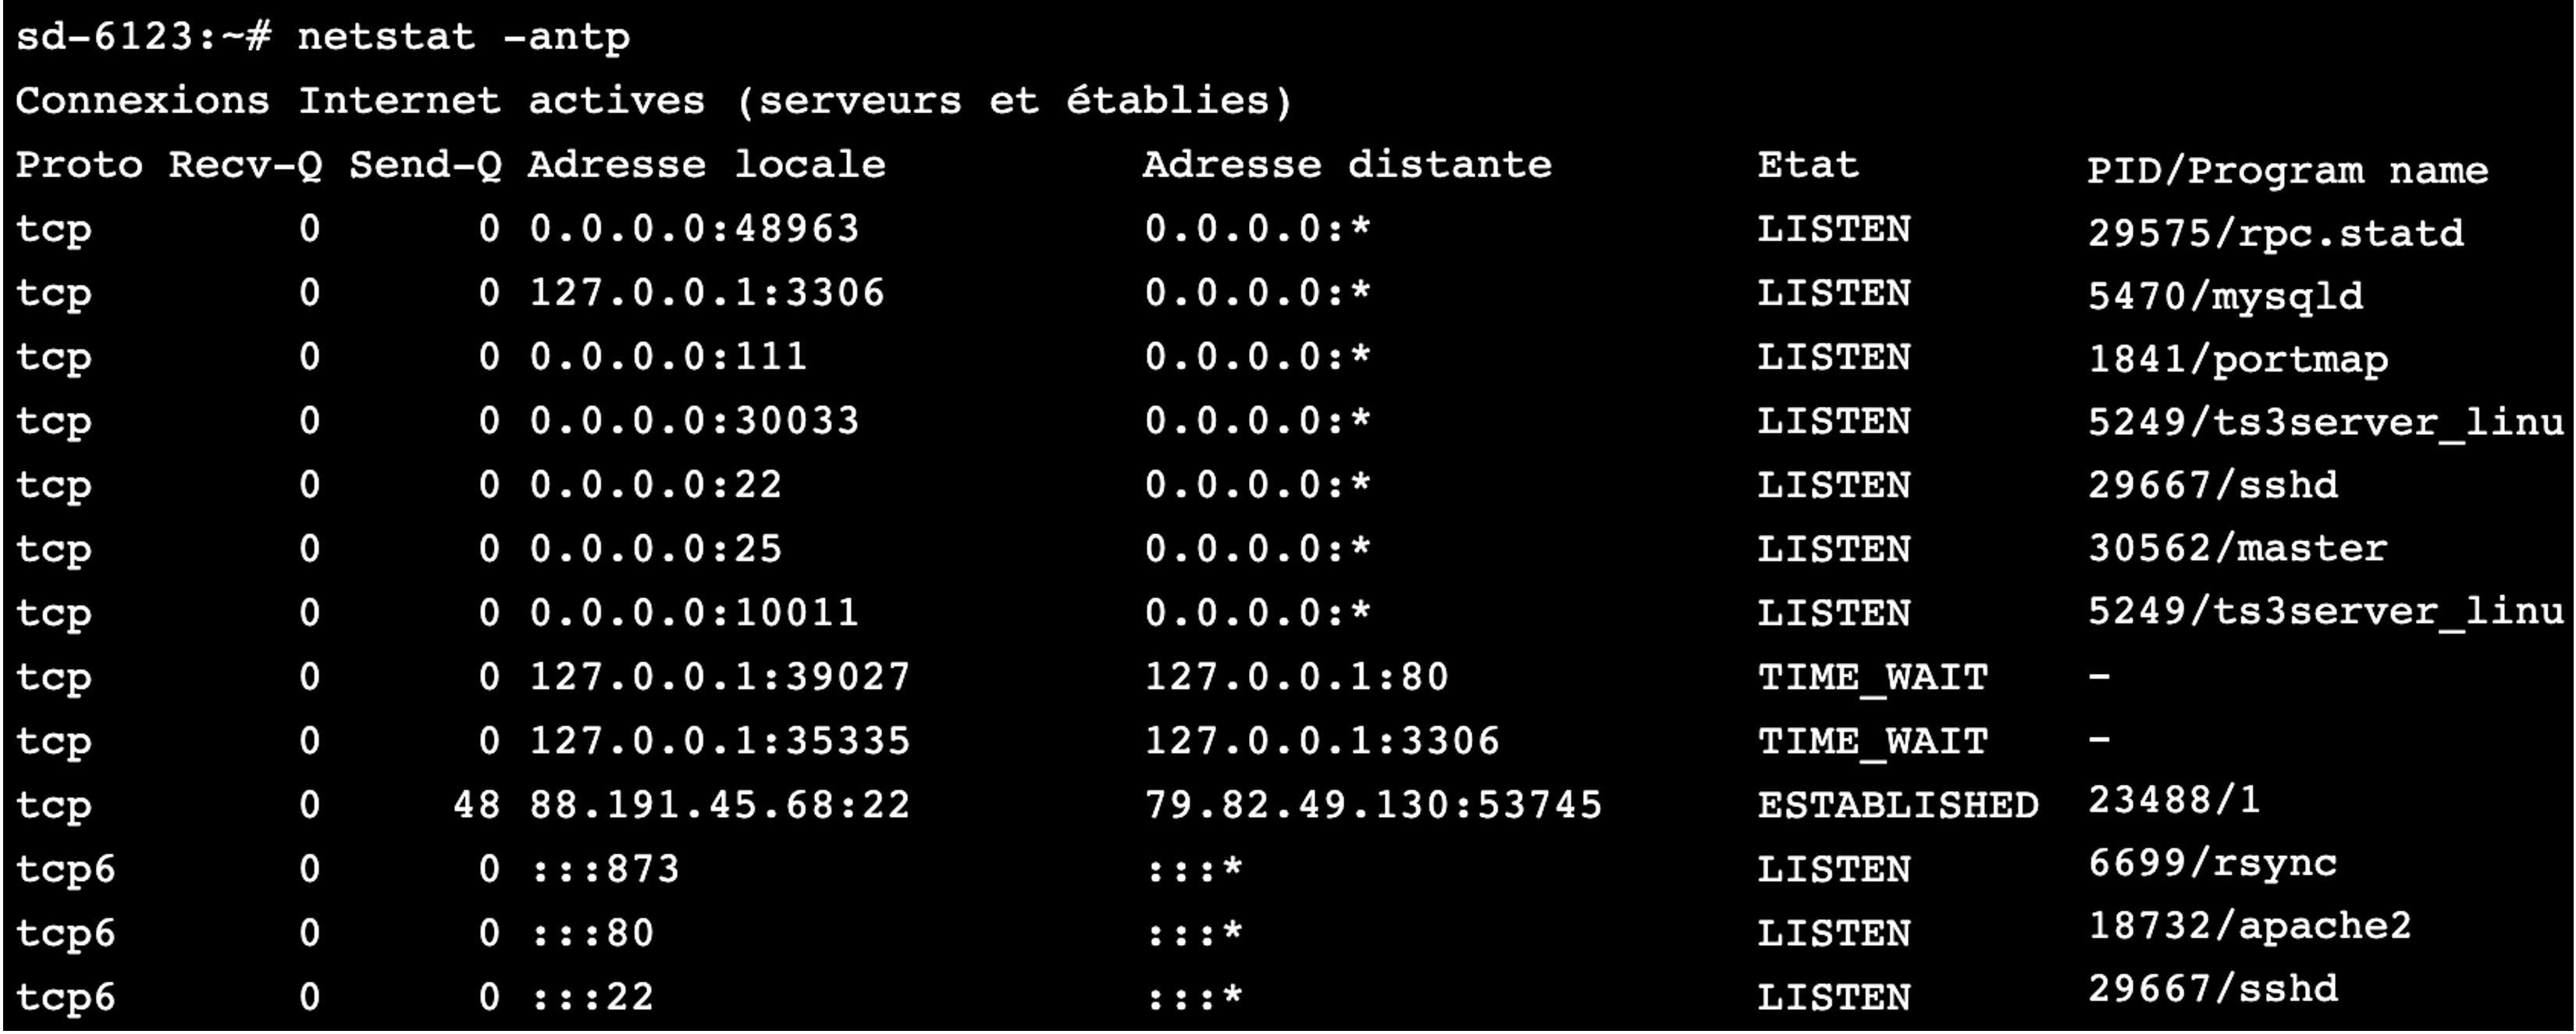 sd-6123:~# netstat -antp
Connexions Internet actives (serveurs et établies)
Proto Recv-Q Send-Q Adresse locale Adresse distante Etat PID/Program name
tcp 0 0 0.0.0.0:48963 0.0.0.0:* LISTEN 29575/rpc.statd
tcp 0 0 127.0.0.1:3306 0.0.0.0:* LISTEN 5470/mysqld
tcp 0 0 0.0.0.0:111 0.0.0.0:* LISTEN 1841/portmap
tcp 0 0 0.0.0.0:30033 0.0.0.0:* LISTEN 5249/ts3server_linu
tcp 0 0 0.0.0.0:22 0.0.0.0:* LISTEN 29667/sshd
tcp 0 0 0.0.0.0:25 0.0.0.0:* LISTEN 30562/master
tcp 0 0 0.0.0.0:10011 0.0.0.0:* LISTEN 5249/ts3server_linu
tcp 0 0 127.0.0.1:39027 127.0.0.1:80 TIME_WAIT -
tcp 0 0 127.0.0.1:35335 127.0.0.1:3306 TIME_WAIT -
tcp 0 48 88.191.45.68:22 79.82.49.130:53745 ESTABLISHED 23488/1
tcp6 0 0 :::873 :::* LISTEN 6699/rsync
tcp6 0 0 :::80 :::* LISTEN 18732/apache2
tcp6 0 0 :::22 :::* LISTEN 29667/sshd